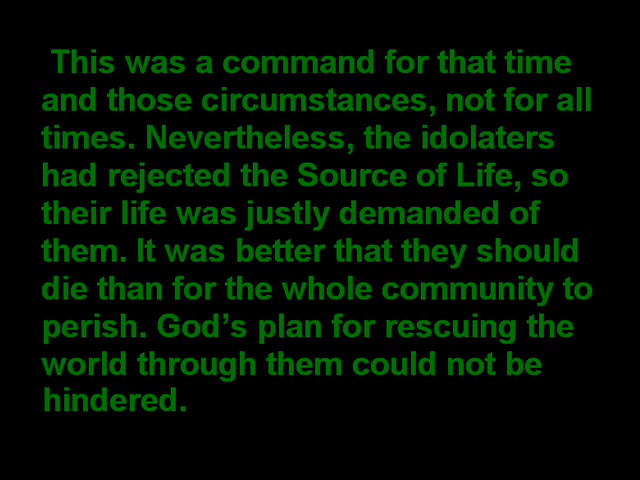 This was a command for that time
and those circumstances, not for all
times. Nevertheless, the idolaters
had rejected the Source of Life, so
their life was justly demanded of
them. It was better that they should
die than for the whole community to
perish. God’s plan for rescuing the
world through them could not be
hindered.